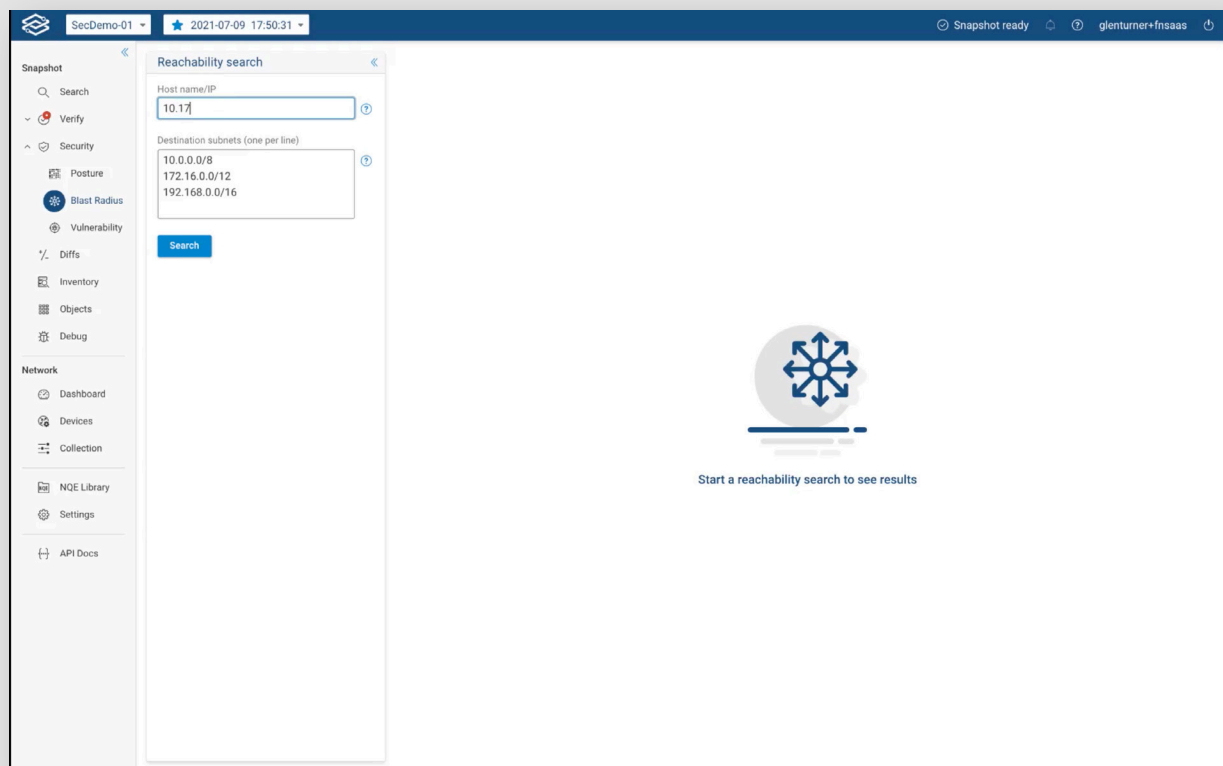 SecDemo-01
2021-07-09 17:50:31
Snapshot ready
glenturner+fnsaas
Snapshot
Search
Verify
Security
Posture
Blast Radius
Vulnerability
Diffs
Inventory
Objects
Debug
Network
Dashboard
Devices
Collection
NQE Library
Settings
API Docs
Reachability search
Host name/IP
10.17
Destination subnets (one per line)
10.0.0.0/8
172.16.0.0/12
192.168.0.0/16
Search
Start a reachability search to see results